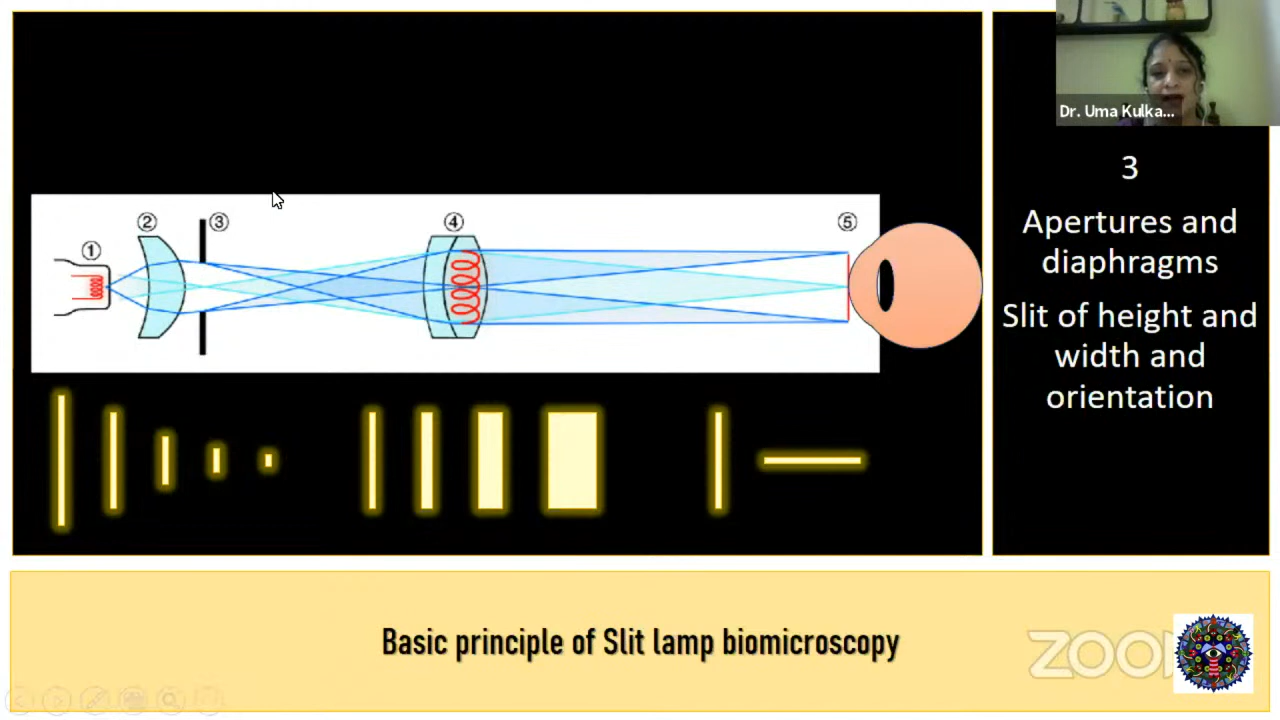 Dr. Uma Kulka...
3
Apertures and
diaphragms
Slit of height and
width and
orientation
① ② ③ ④ ⑤
Basic principle of Slit lamp biomicroscopy
ZOOM